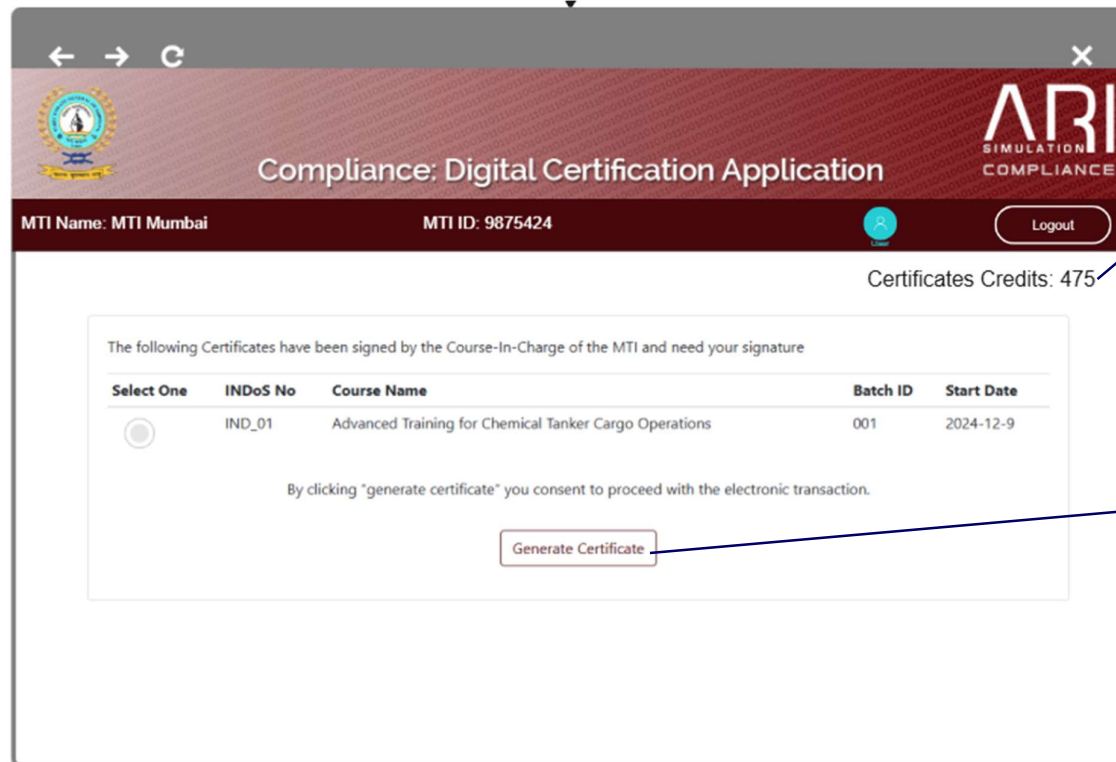 ARI
SIMULATION
COMPLIANCE
Compliance: Digital Certification Application
MTI Name: MTI Mumbai MTI ID: 9875424 User Logout
Certificates Credits: 475
The following Certificates have been signed by the Course-In-Charge of the MTI and need your signature
Select One INDoS No Course Name Batch ID Start Date
IND_01 Advanced Training for Chemical Tanker Cargo Operations 001 2024-12-9
By clicking "generate certificate" you consent to proceed with the electronic transaction.
Generate Certificate